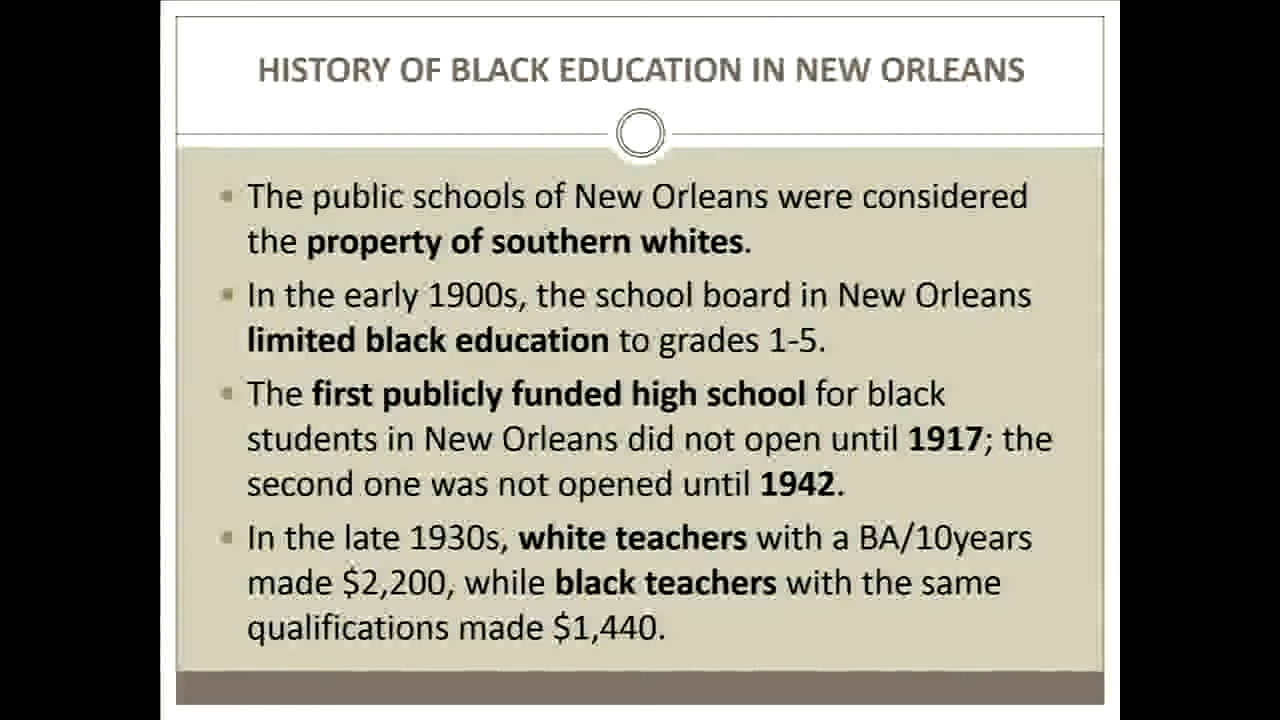 HISTORY OF BLACK EDUCATION IN NEW ORLEANS
The public schools of New Orleans were considered
the property of southern whites.
In the early 1900s, the school board in New Orleans
limited black education to grades 1-5.
The first publicly funded high school for black
students in New Orleans did not open until 1917; the
second one was not opened until 1942.
In the late 1930s, white teachers with a BA/10years
made $2,200, while black teachers with the same
qualifications made $1,440.